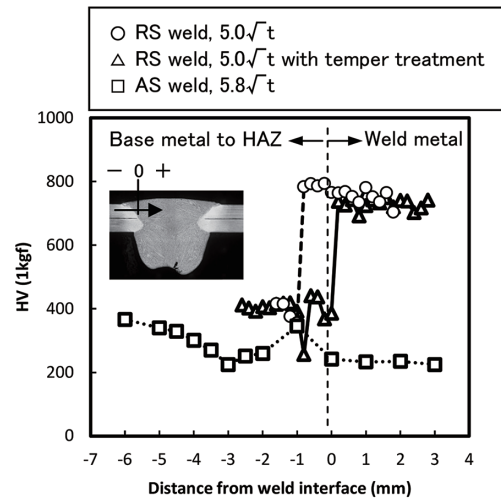 RS weld, 5.0√t
RS weld, 5.0√t with temper treatment
AS weld, 5.8√t
1000
800
600
400
200
0
HV (1kgf)
Base metal to HAZ
Weld metal
− 0 +
-7 -6 -5 -4 -3 -2 -1 0 1 2 3 4
Distance from weld interface (mm)